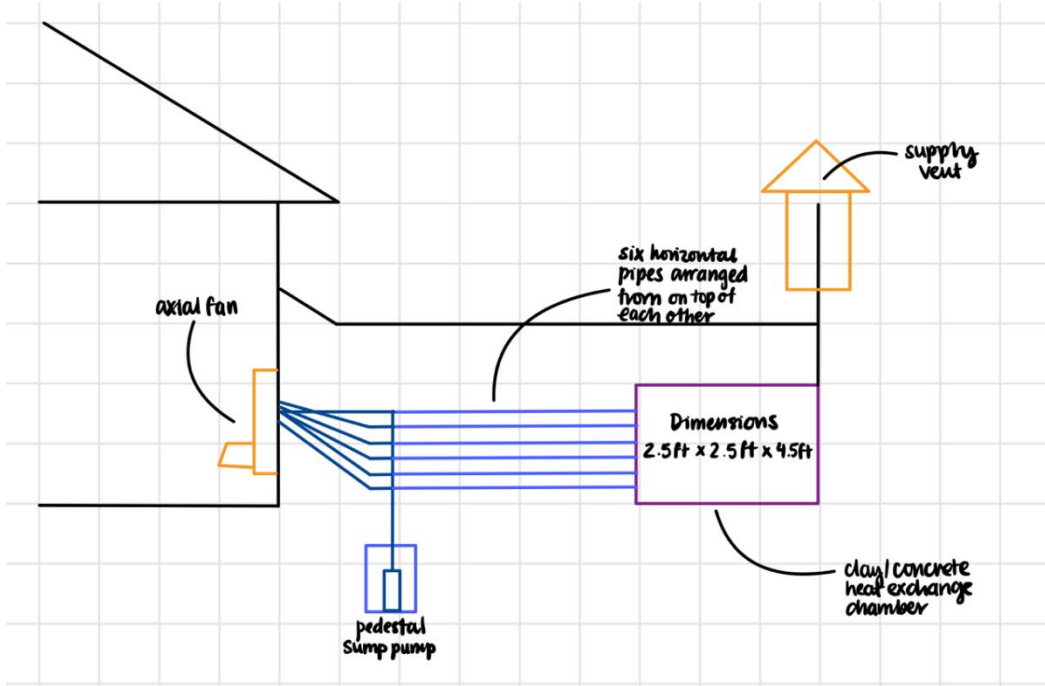 supply
vent
six horizontal
pipes arranged
from on top of
each other
axial fan
Dimensions
2.5ft x 2.5ft x 4.5ft
clay/concrete
heat exchange
chamber
pedestal
Sump pump